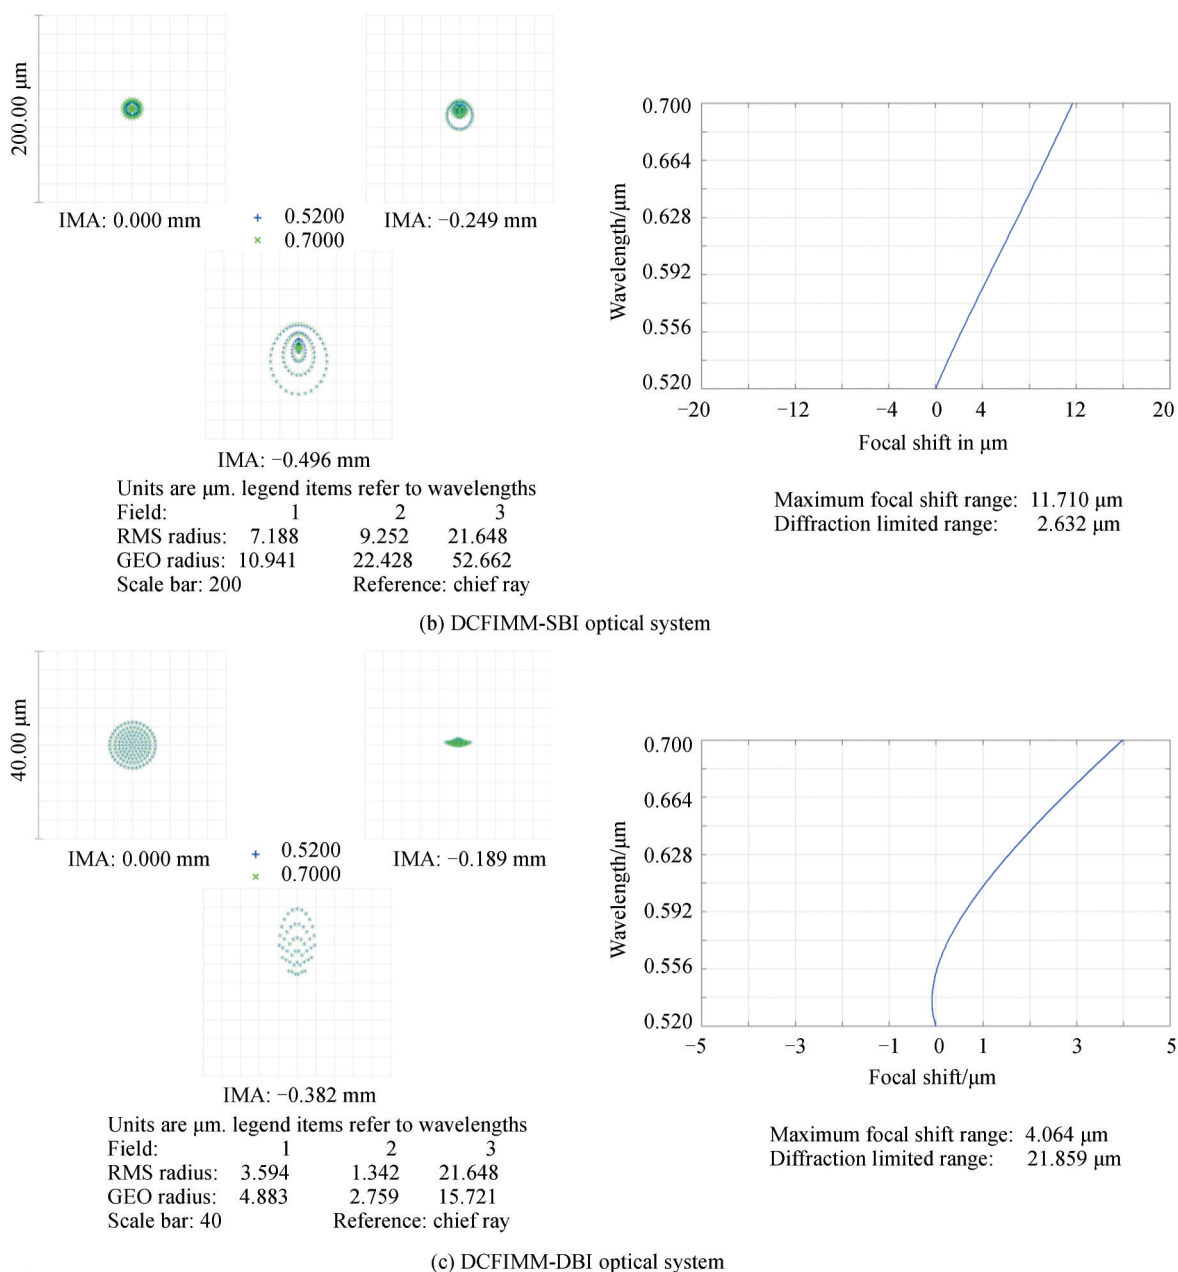 200.00 μm
IMA: 0.000 mm
+ 0.5200
× 0.7000
IMA: −0.249 mm
IMA: −0.496 mm
Units are μm. legend items refer to wavelengths
Field: 1 2 3
RMS radius: 7.188 9.252 21.648
GEO radius: 10.941 22.428 52.662
Scale bar: 200 Reference: chief ray
Wavelength/μm
0.700
0.664
0.628
0.592
0.556
0.520
−20 −12 −4 0 4 12 20
Focal shift in μm
Maximum focal shift range: 11.710 μm
Diffraction limited range: 2.632 μm
(b) DCFIMM-SBI optical system
40.00 μm
IMA: 0.000 mm
+ 0.5200
× 0.7000
IMA: −0.189 mm
IMA: −0.382 mm
Units are μm. legend items refer to wavelengths
Field: 1 2 3
RMS radius: 3.594 1.342 21.648
GEO radius: 4.883 2.759 15.721
Scale bar: 40 Reference: chief ray
Wavelength/μm
0.700
0.664
0.628
0.592
0.556
0.520
−5 −3 −1 0 1 3 5
Focal shift/μm
Maximum focal shift range: 4.064 μm
Diffraction limited range: 21.859 μm
(c) DCFIMM-DBI optical system